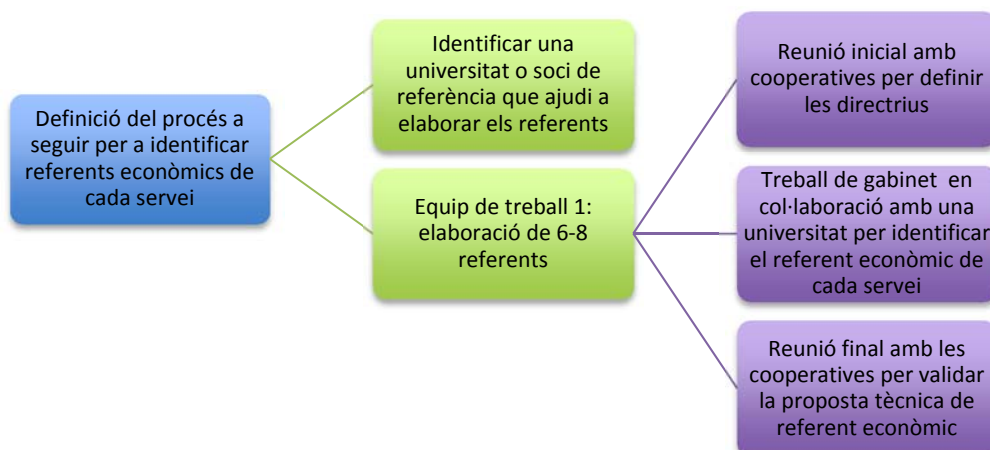 Definició del procés a
seguir per a identificar
referents econòmics de
cada servei
Identificar una
universitat o soci de
referència que ajudi a
elaborar els referents
Equip de treball 1:
elaboració de 6-8
referents
Reunió inicial amb
cooperatives per definir
les directrius
Treball de gabinet en
col·laboració amb una
universitat per identificar
el referent econòmic de
cada servei
Reunió final amb les
cooperatives per validar
la proposta tècnica de
referent econòmic